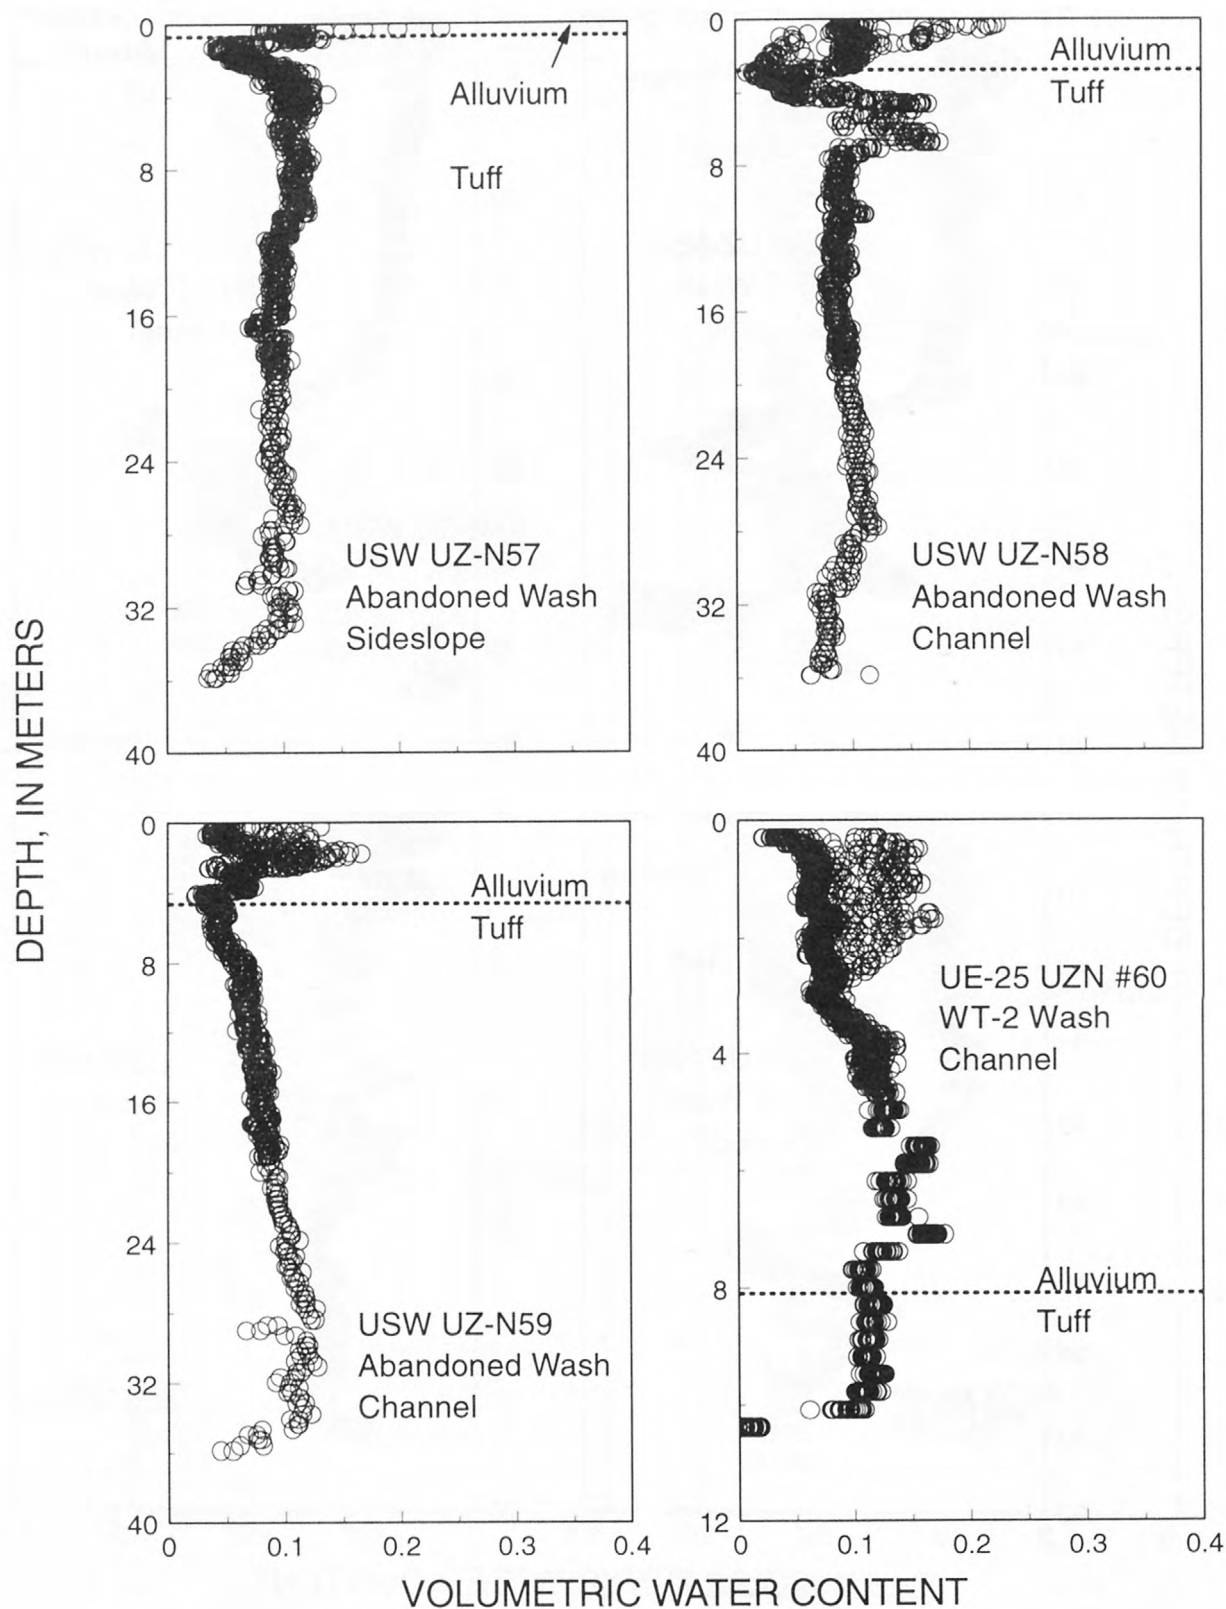 DEPTH, IN METERS
0
8
16
24
32
40
Alluvium
Tuff
USW UZ-N57
Abandoned Wash
Sideslope
0
8
16
24
32
40
Alluvium
Tuff
USW UZ-N58
Abandoned Wash
Channel
0
8
16
24
32
40
Alluvium
Tuff
USW UZ-N59
Abandoned Wash
Channel
0 0.1 0.2 0.3 0.4
0
4
8
12
UE-25 UZN #60
WT-2 Wash
Channel
Alluvium
Tuff
0 0.1 0.2 0.3 0.4
VOLUMETRIC WATER CONTENT